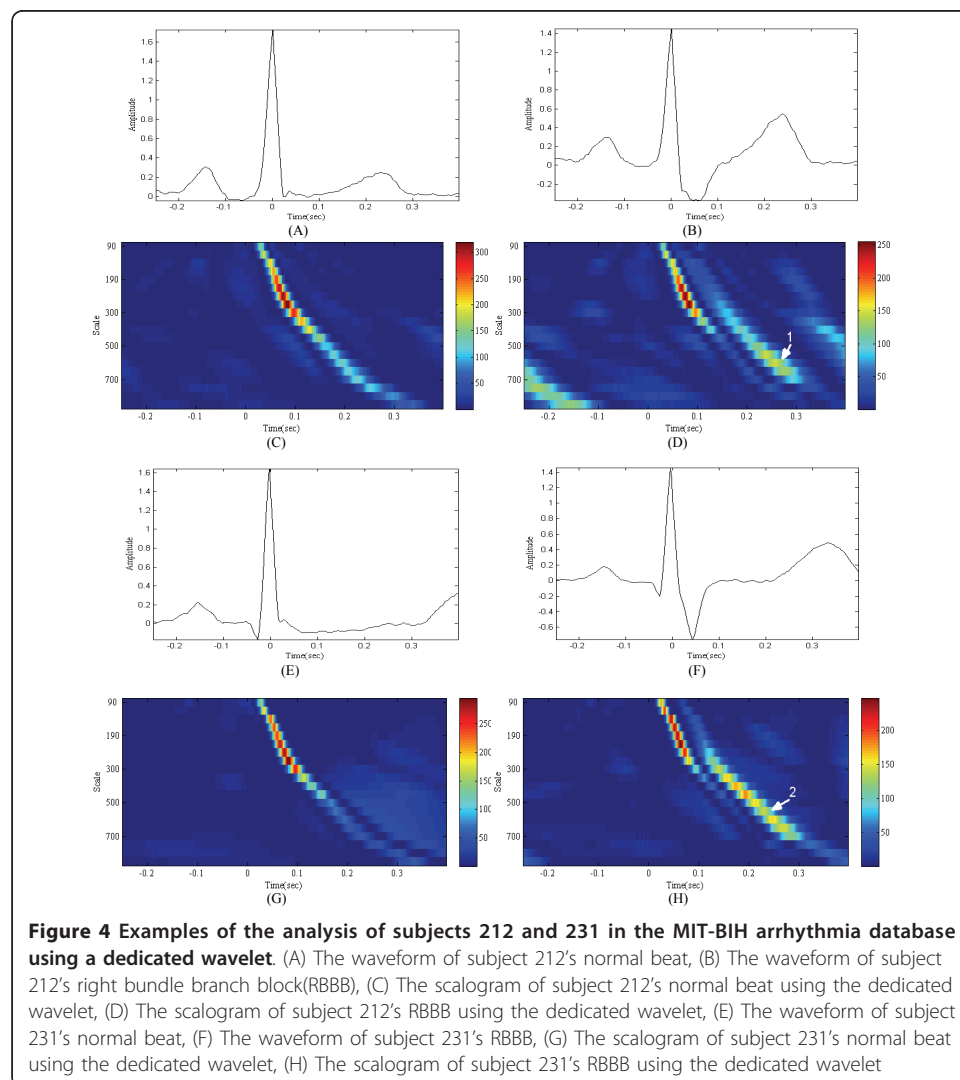 1.6
1.4
1.2
1
0.8
0.6
0.4
0.2
0
Amplitude
-0.2 -0.1 0 0.1 0.2 0.3
Time(sec)
(A)
1.4
1.2
1
0.8
0.6
0.4
0.2
0
-0.2
Amplitude
-0.2 -0.1 0 0.1 0.2 0.3
Time(sec)
(B)
90
190
300
500
700
Scale
-0.2 -0.1 0 0.1 0.2 0.3
Time(sec)
(C)
300
250
200
150
100
50
90
190
300
500
700
Scale
1
-0.2 -0.1 0 0.1 0.2 0.3
Time(sec)
(D)
250
200
150
100
50
1.6
1.4
1.2
1
0.8
0.6
0.4
0.2
0
Amplitude
-0.2 -0.1 0 0.1 0.2 0.3
Time(sec)
(E)
1.4
1.2
1
0.8
0.6
0.4
0.2
0
-0.2
-0.4
-0.6
Amplitude
-0.2 -0.1 0 0.1 0.2 0.3
Time(sec)
(F)
90
190
300
500
700
Scale
-0.2 -0.1 0 0.1 0.2 0.3
Time(sec)
(G)
250
200
150
100
50
90
190
300
500
700
Scale
2
-0.2 -0.1 0 0.1 0.2 0.3
Time(sec)
(H)
200
150
100
50
Figure 4 Examples of the analysis of subjects 212 and 231 in the MIT-BIH arrhythmia database
using a dedicated wavelet. (A) The waveform of subject 212's normal beat, (B) The waveform of subject
212's right bundle branch block(RBBB), (C) The scalogram of subject 212's normal beat using the dedicated
wavelet, (D) The scalogram of subject 212's RBBB using the dedicated wavelet, (E) The waveform of subject
231's normal beat, (F) The waveform of subject 231's RBBB, (G) The scalogram of subject 231's normal beat
using the dedicated wavelet, (H) The scalogram of subject 231's RBBB using the dedicated wavelet